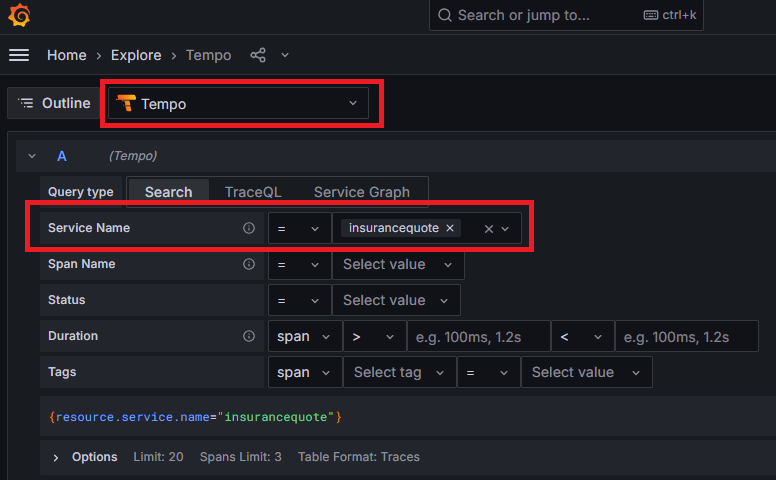 Search or jump to... ctrl+k
Home › Explore › Tempo
Outline Tempo
A (Tempo)
Query type Search TraceQL Service Graph
Service Name = insurancequote
Span Name = Select value
Status = Select value
Duration span > e.g. 100ms, 1.2s < e.g. 100ms, 1.2s
Tags span Select tag = Select value
{resource.service.name="insurancequote"}
Options Limit: 20 Spans Limit: 3 Table Format: Traces